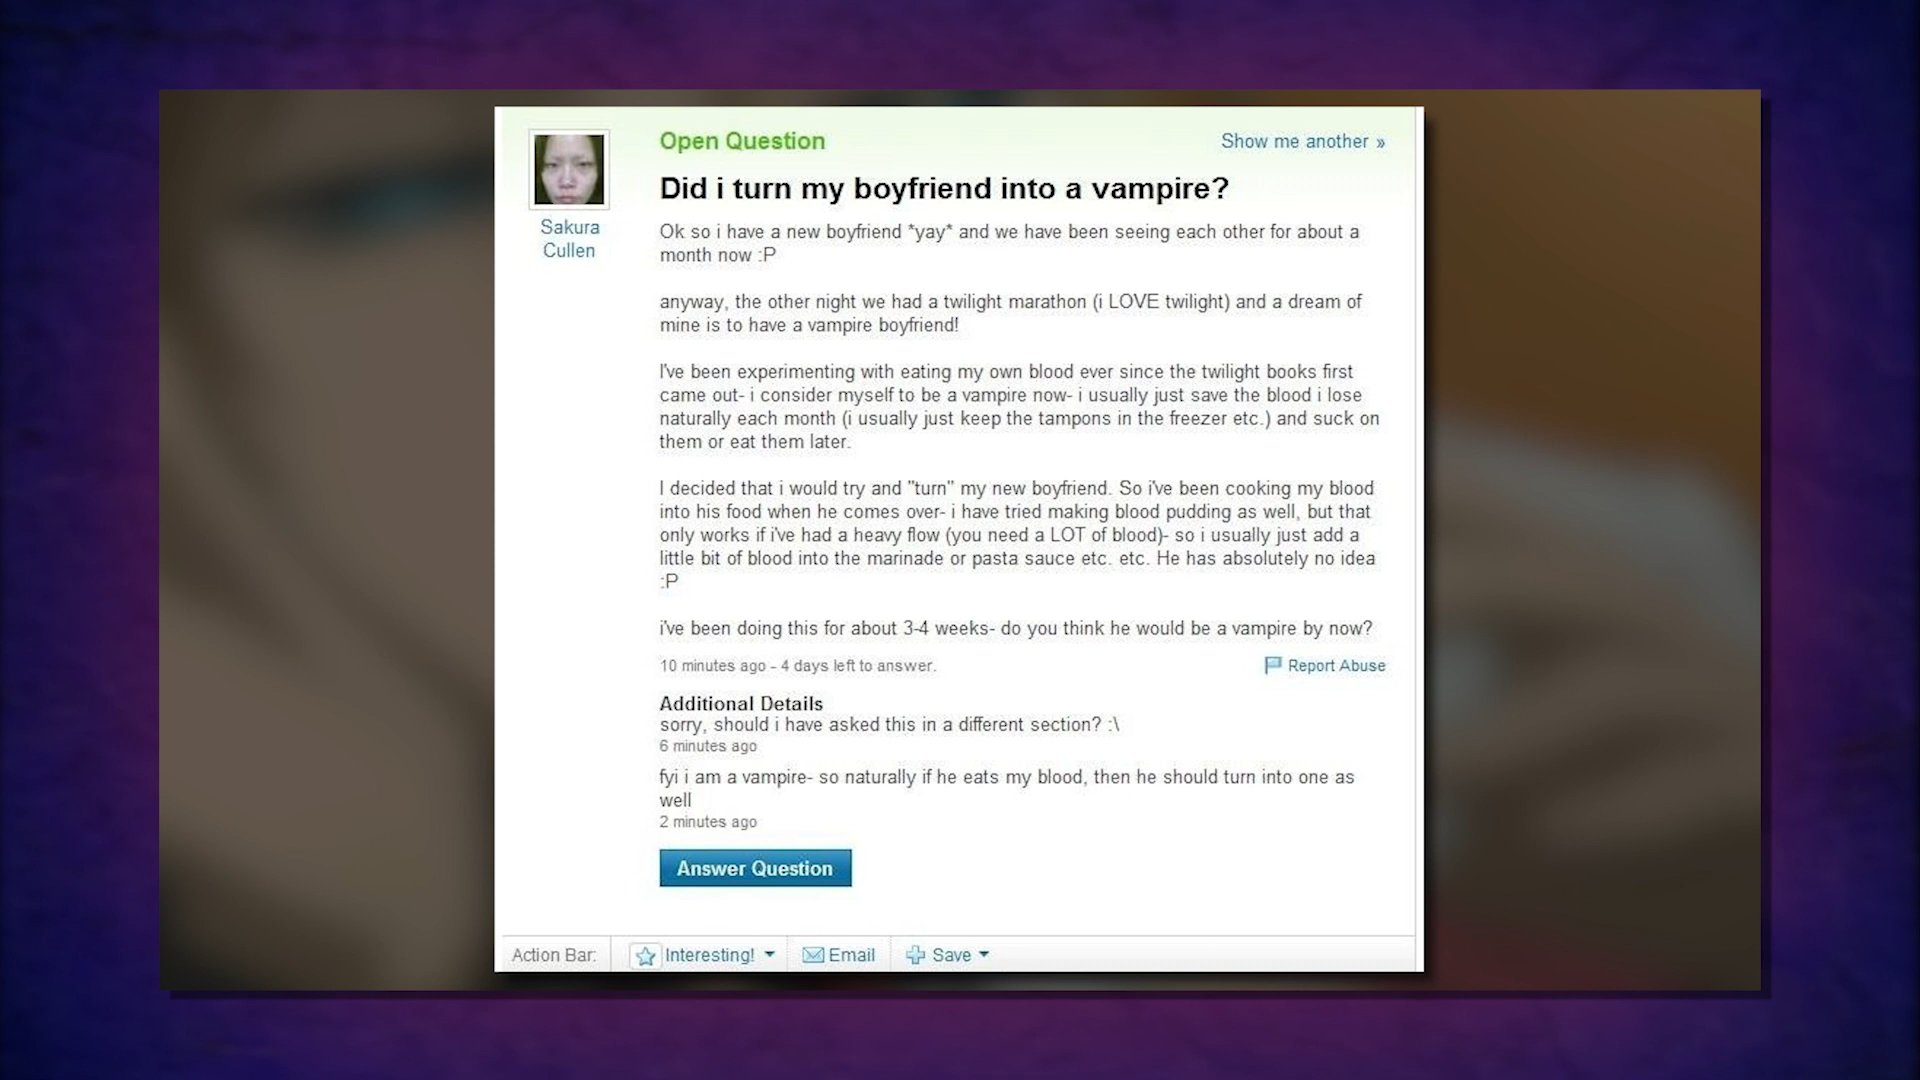 Open Question
Show me another »
Did i turn my boyfriend into a vampire?
Sakura
Cullen
Ok so i have a new boyfriend *yay* and we have been seeing each other for about a
month now :P
anyway, the other night we had a twilight marathon (i LOVE twilight) and a dream of
mine is to have a vampire boyfriend!
I've been experimenting with eating my own blood ever since the twilight books first
came out- i consider myself to be a vampire now- i usually just save the blood i lose
naturally each month (i usually just keep the tampons in the freezer etc.) and suck on
them or eat them later.
I decided that i would try and "turn" my new boyfriend. So i've been cooking my blood
into his food when he comes over- i have tried making blood pudding as well, but that
only works if i've had a heavy flow (you need a LOT of blood)- so i usually just add a
little bit of blood into the marinade or pasta sauce etc. etc. He has absolutely no idea
:P
i've been doing this for about 3-4 weeks- do you think he would be a vampire by now?
10 minutes ago - 4 days left to answer.
Report Abuse
Additional Details
sorry, should i have asked this in a different section? :\
6 minutes ago
fyi i am a vampire- so naturally if he eats my blood, then he should turn into one as
well
2 minutes ago
Answer Question
Action Bar:
Interesting!
Email
Save